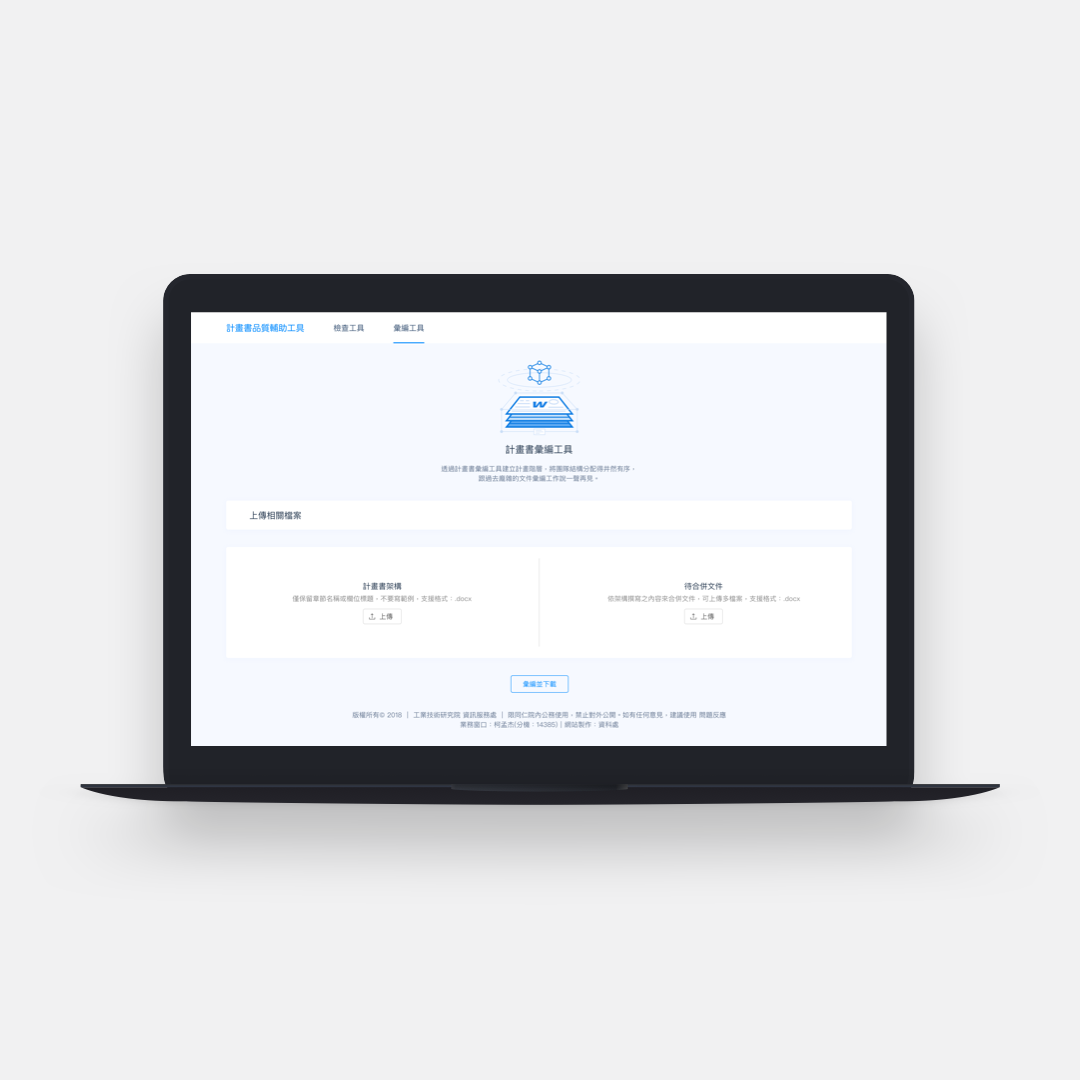 計畫書品質輔助工具 檢查工具 彙編工具
W
計畫書彙編工具
透過計畫書彙編工具建立計畫階層，將團隊結構分配得井然有序，
跟過去繁雜的文件彙編工作說一聲再見。
上傳相關檔案
計畫書架構
僅保留章節名稱或欄位標題，不要寫範例，支援格式：.docx
上傳
待合併文件
依架構撰寫之內容來合併文件，可上傳多檔案，支援格式：.docx
上傳
彙編並下載
版權所有© 2018 | 工業技術研究院 資訊服務處 | 限同仁院內公務使用，禁止對外公開。如有任何意見，建議使用 問題反應
業務窗口：柯孟杰(分機：14385) | 網站製作：資料處